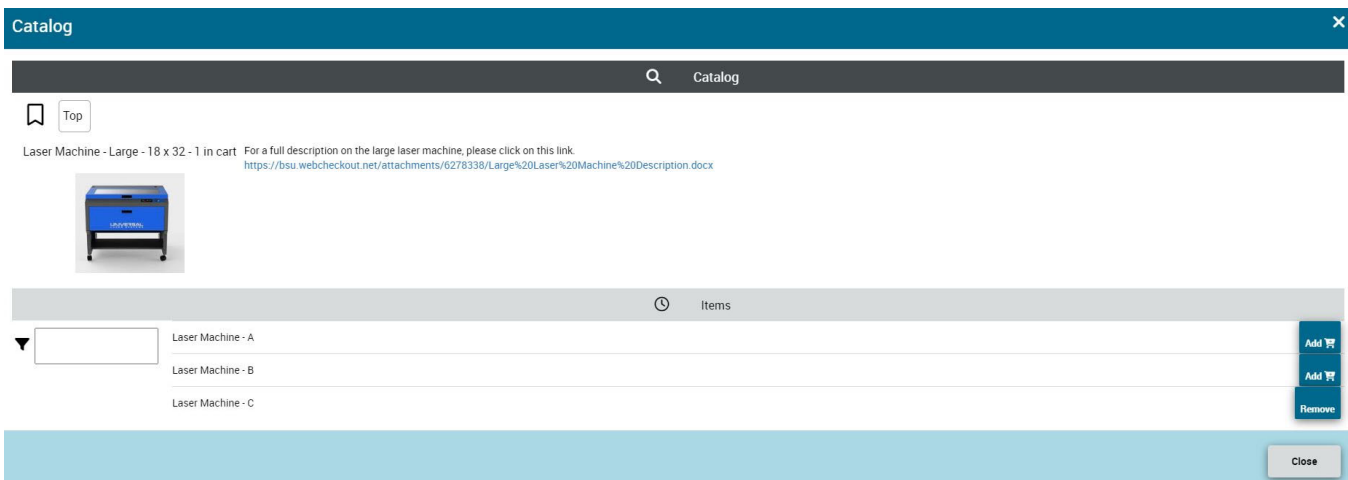 Catalog
Catalog
Top
Laser Machine - Large - 18 x 32 - 1 in cart
For a full description on the large laser machine, please click on this link.
https://bsu.webcheckout.net/attachments/6278338/Large%20Laser%20Machine%20Description.docx
UNIVERSAL
Items
Laser Machine - A
Add
Laser Machine - B
Add
Laser Machine - C
Remove
Close